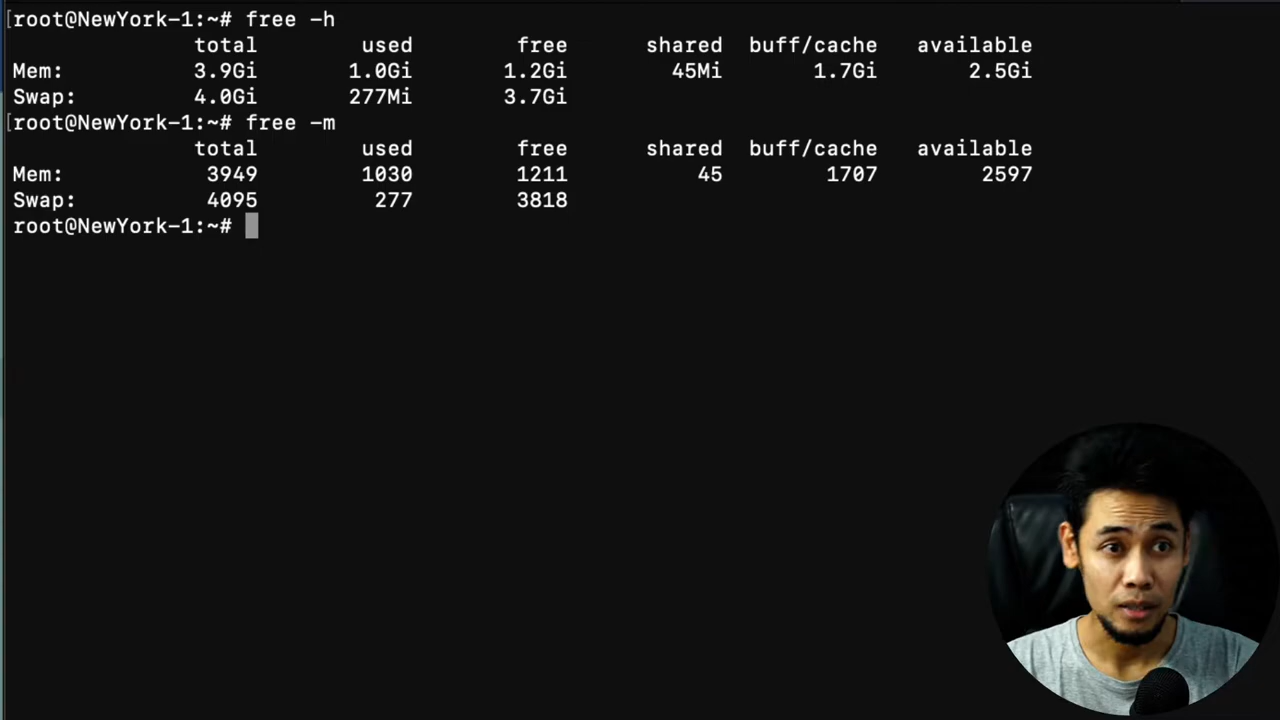 [root@NewYork-1:~# free -h
total used free shared buff/cache available
Mem: 3.9Gi 1.0Gi 1.2Gi 45Mi 1.7Gi 2.5Gi
Swap: 4.0Gi 277Mi 3.7Gi
[root@NewYork-1:~# free -m
total used free shared buff/cache available
Mem: 3949 1030 1211 45 1707 2597
Swap: 4095 277 3818
root@NewYork-1:~#